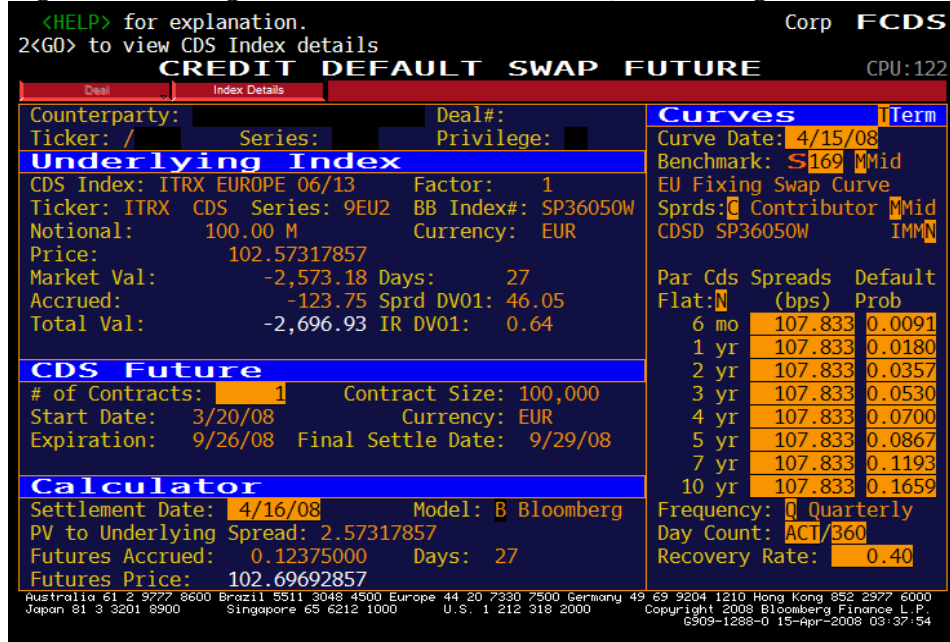 <HELP> for explanation. Corp FCDS
2<GO> to view CDS Index details
CREDIT DEFAULT SWAP FUTURE CPU:122
Deal Index Details
Counterparty: Deal#:
Ticker: / Series: Privilege:
Underlying Index
CDS Index: ITRX EUROPE 06/13 Factor: 1
Ticker: ITRX CDS Series: 9EU2 BB Index#: SP36050W
Notional: 100.00 M Currency: EUR
Price: 102.57317857
Market Val: -2,573.18 Days: 27
Accrued: -123.75 Sprd DV01: 46.05
Total Val: -2,696.93 IR DV01: 0.64
CDS Future
# of Contracts: 1 Contract Size: 100,000
Start Date: 3/20/08 Currency: EUR
Expiration: 9/26/08 Final Settle Date: 9/29/08
Calculator
Settlement Date: 4/16/08 Model: B Bloomberg
PV to Underlying Spread: 2.57317857
Futures Accrued: 0.12375000 Days: 27
Futures Price: 102.69692857
Curves T Term
Curve Date: 4/15/08
Benchmark: S 169 M Mid
EU Fixing Swap Curve
Sprds: C Contributor M Mid
CDSD SP36050W IMM N
Par Cds Spreads Default
Flat: N (bps) Prob
6 mo 107.833 0.0091
1 yr 107.833 0.0180
2 yr 107.833 0.0357
3 yr 107.833 0.0530
4 yr 107.833 0.0700
5 yr 107.833 0.0867
7 yr 107.833 0.1193
10 yr 107.833 0.1659
Frequency: Q Quarterly
Day Count: ACT/360
Recovery Rate: 0.40
Australia 61 2 9777 8600 Brazil 5511 3048 4500 Europe 44 20 7330 7500 Germany 49 69 9204 1210 Hong Kong 852 2977 6000
Japan 81 3 3201 8900 Singapore 65 6212 1000 U.S. 1 212 318 2000 Copyright 2008 Bloomberg Finance L.P.
G909-1288-0 15-Apr-2008 03:37:54